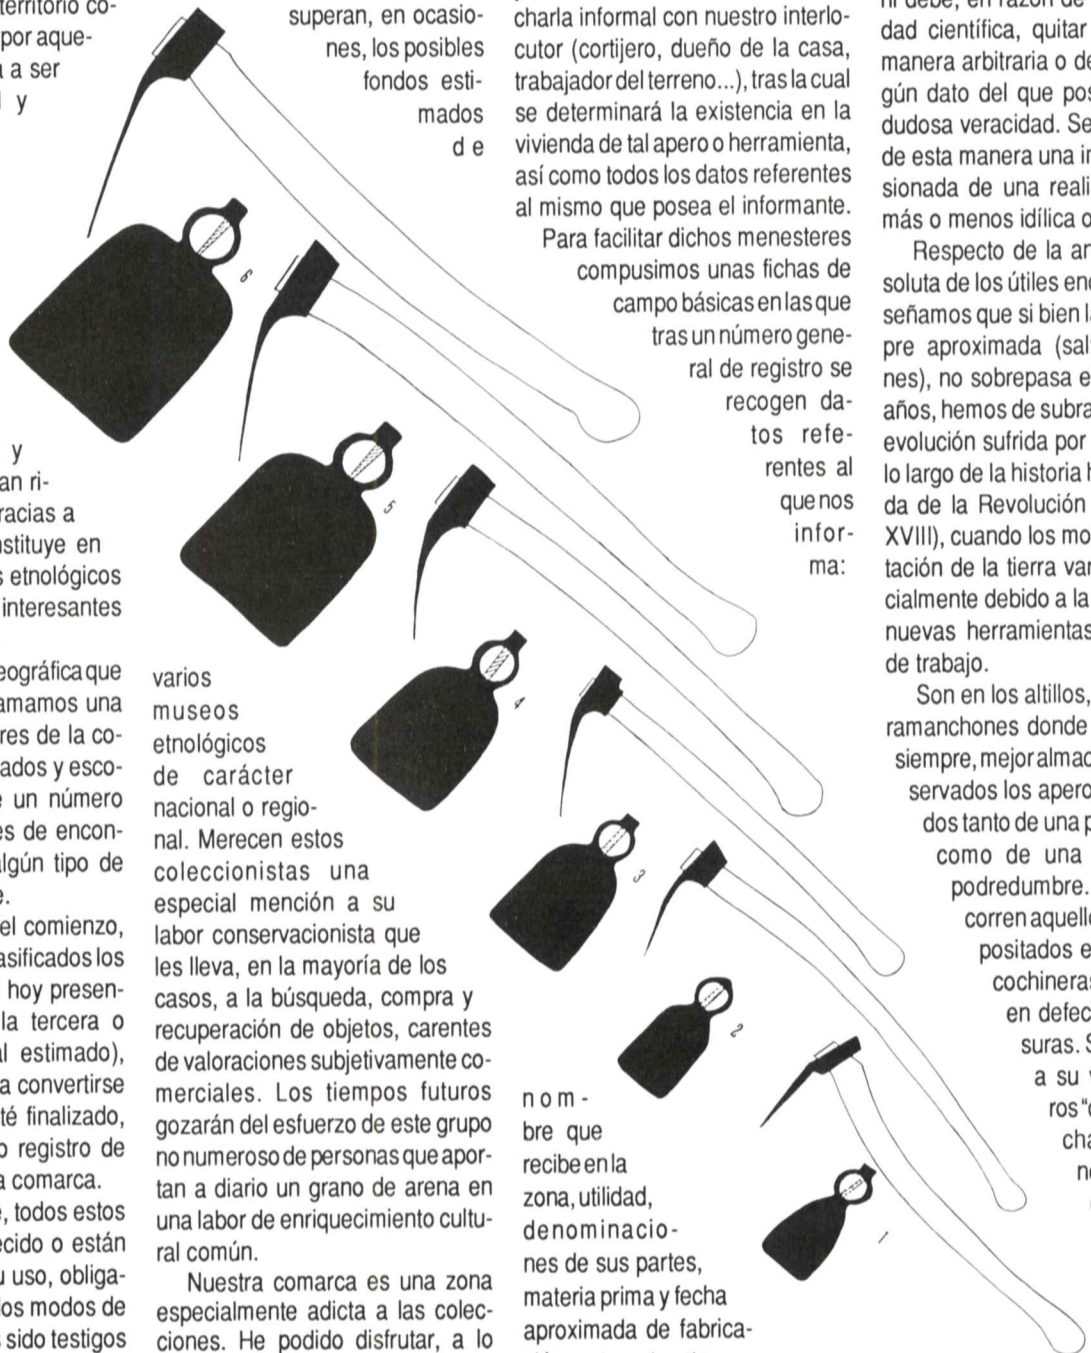 territorio co-
por aque-
a ser
y
y
an ri-
racias a
nstituye en
s etnológicos
interesantes
eográfica que
amamos una
res de la co-
ados y esco-
e un número
es de encon-
algún tipo de
e.
el comienzo,
asificados los
hoy presen-
la tercera o
al estimado),
a convertirse
té finalizado,
o registro de
a comarca.
e, todos estos
ecido o están
u uso, obliga-
los modos de
s sido testigos
superan, en ocasio-
nes, los posibles
fondos esti-
mados
de
varios
museos
etnológicos
de carácter
nacional o regio-
nal. Merecen estos
coleccionistas una
especial mención a su
labor conservacionista que
les lleva, en la mayoría de los
casos, a la búsqueda, compra y
recuperación de objetos, carentes
de valoraciones subjetivamente co-
merciales. Los tiempos futuros
gozarán del esfuerzo de este grupo
no numeroso de personas que apor-
tan a diario un grano de arena en
una labor de enriquecimiento cultu-
ral común.
Nuestra comarca es una zona
especialmente adicta a las colec-
ciones. He podido disfrutar, a lo
charla informal con nuestro interlo-
cutor (cortijero, dueño de la casa,
trabajador del terreno...), tras la cual
se determinará la existencia en la
vivienda de tal apero o herramienta,
así como todos los datos referentes
al mismo que posea el informante.
Para facilitar dichos menesteres
compusimos unas fichas de
campo básicas en las que
tras un número gene-
ral de registro se
recogen da-
tos refe-
rentes al
que nos
infor-
ma:
nom-
bre que
recibe en la
zona, utilidad,
denominacio-
nes de sus partes,
materia prima y fecha
aproximada de fabrica-
ni debe, en razón de
dad científica, quitar
manera arbitraria o de
gún dato del que pos
dudosa veracidad. Se
de esta manera una in
sionada de una reali
más o menos idílica o
Respecto de la an
soluta de los útiles enc
señamos que si bien la
pre aproximada (salv
nes), no sobrepasa e
años, hemos de subra
evolución sufrida por
lo largo de la historia h
da de la Revolución
XVIII), cuando los mo
tación de la tierra var
cialmente debido a la
nuevas herramientas
de trabajo.
Son en los altillos,
ramanchones donde
siempre, mejor almac
servados los apero
dos tanto de una p
como de una
podredumbre.
corren aquello
positados e
cochineras
en defec
suras. S
a su v
ros "c
cha
no
6
5
4
3
2
1